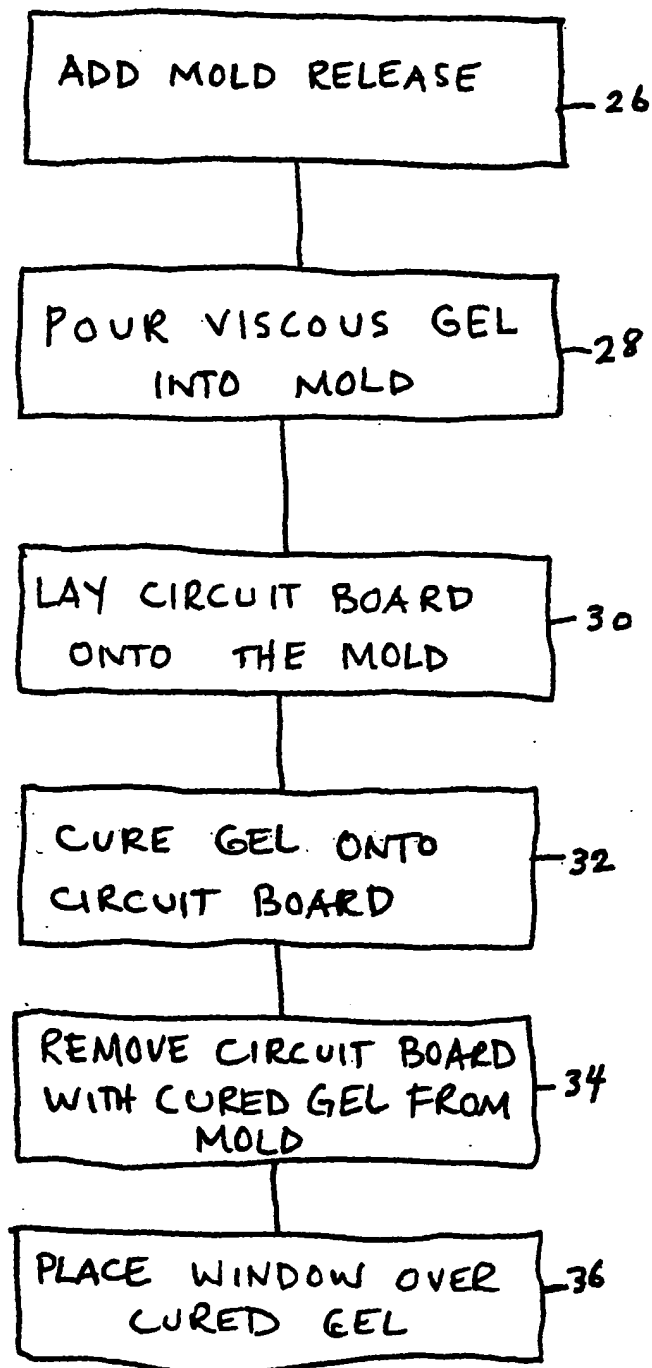 ADD MOLD RELEASE
26
POUR VISCOUS GEL
INTO MOLD
28
LAY CIRCUIT BOARD
ONTO THE MOLD
30
CURE GEL ONTO
CIRCUIT BOARD
32
REMOVE CIRCUIT BOARD
WITH CURED GEL FROM
MOLD
34
PLACE WINDOW OVER
CURED GEL
36